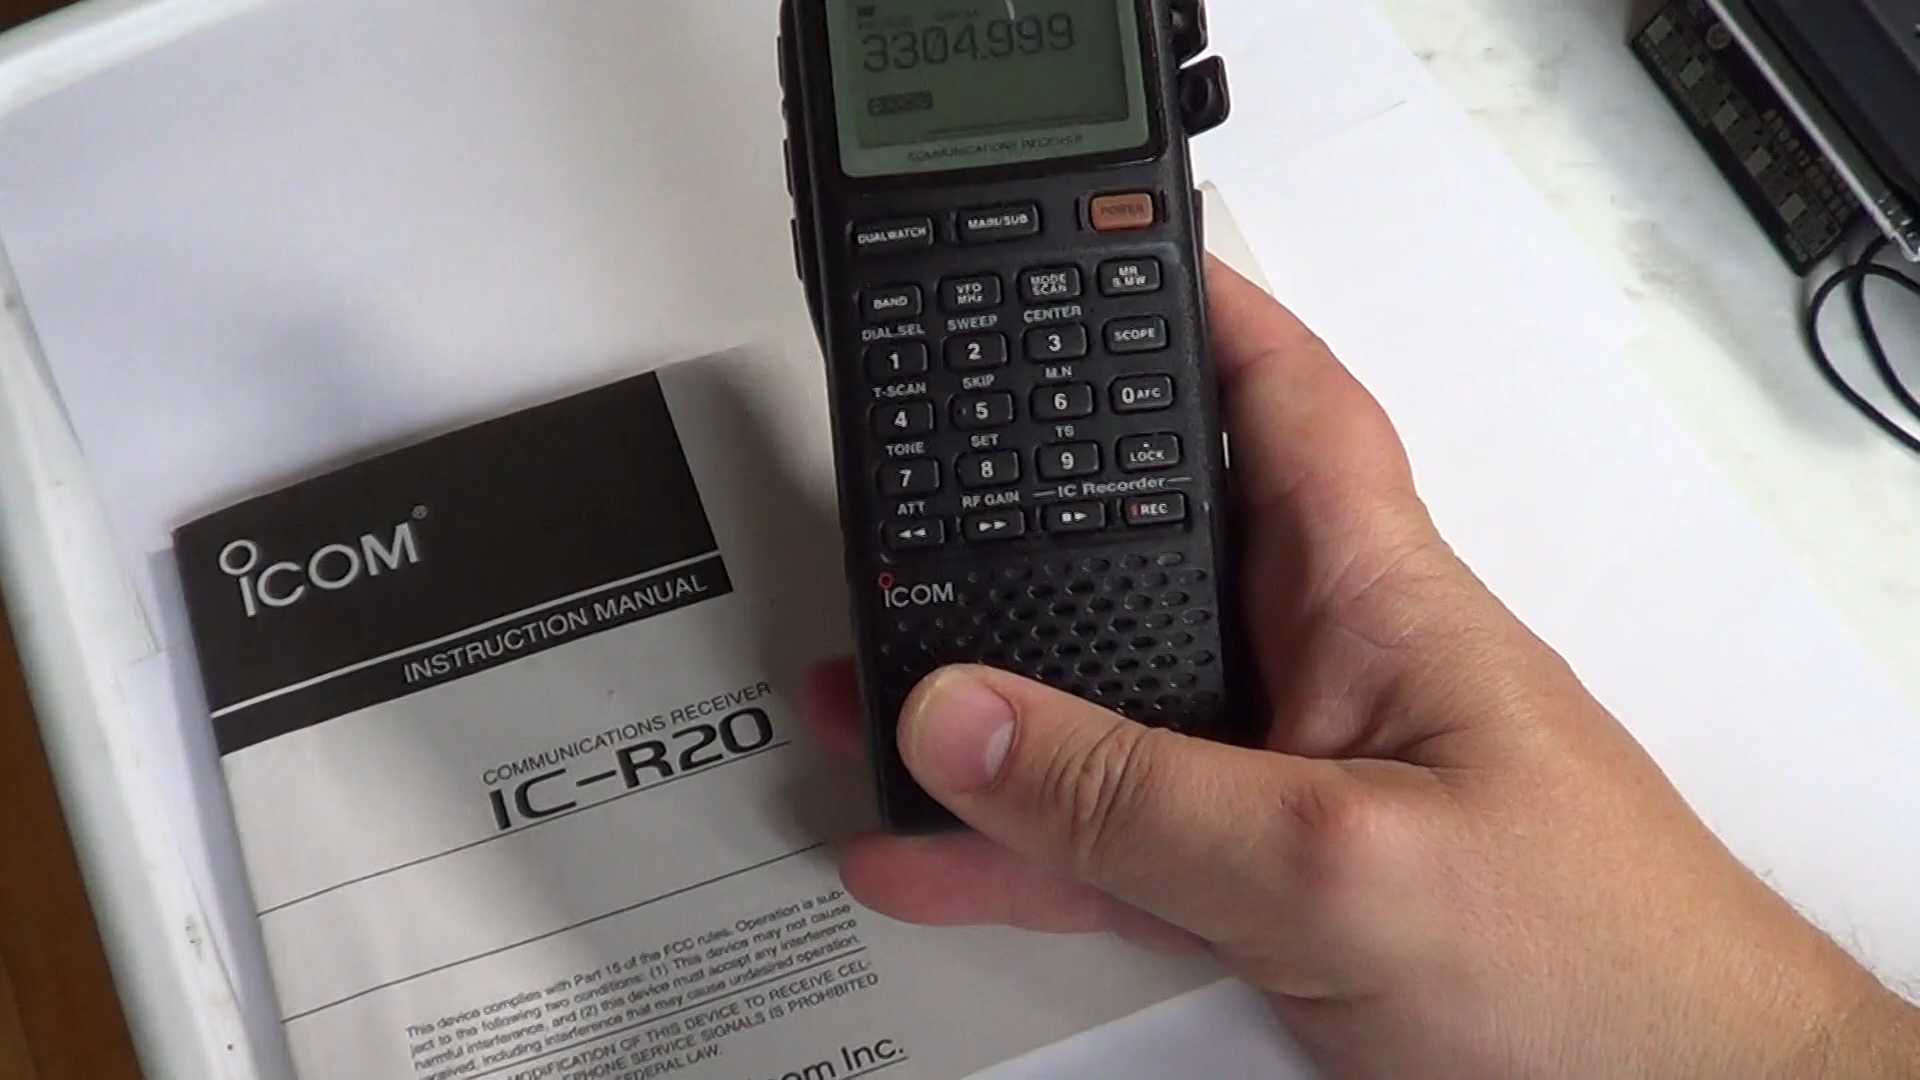 3304.999
COMMUNICATIONS RECEIVER
DUALWATCH MAIN/SUB POWER
BAND VFO MHz MODE SCAN MR S.MW
DIAL.SEL SWEEP CENTER
1 2 3 SCOPE
T-SCAN SKIP M.N
4 5 6 0 AFC
TONE SET TS
7 8 9 LOCK
ATT RF GAIN IC Recorder
REC
ICOM
ICOM®
INSTRUCTION MANUAL
COMMUNICATIONS RECEIVER
IC-R20
This device complies with Part 15 of the FCC rules. Operation is sub-
ject to the following two conditions: (1) This device may not cause
harmful interference, and (2) this device must accept any interference
received, including interference that may cause undesired operation.
MODIFICATION OF THIS DEVICE TO RECEIVE CEL-
PHONE SERVICE SIGNALS IS PROHIBITED
FEDERAL LAW.
com Inc.